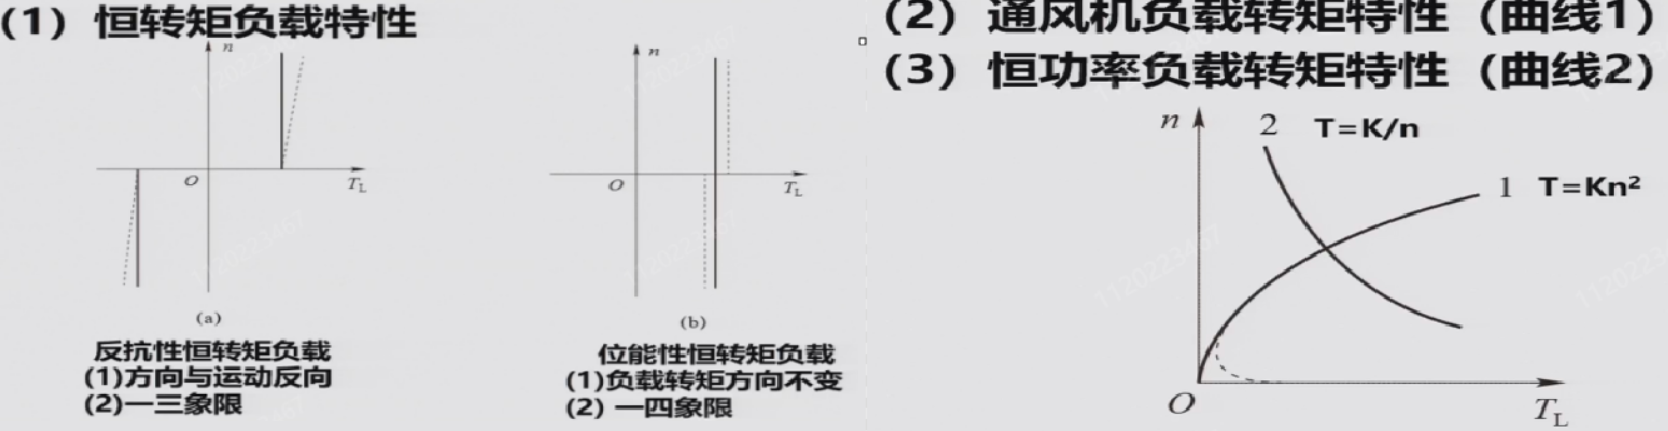 (1) 恒转矩负载特性
n
O
T_L
(a)
反抗性恒转矩负载
(1)方向与运动反向
(2)一三象限
n
O
T_L
(b)
位能性恒转矩负载
(1)负载转矩方向不变
(2) 一四象限
(2) 通风机负载转矩特性 (曲线1)
(3) 恒功率负载转矩特性 (曲线2)
n
2 T=K/n
1 T=Kn²
O
T_L
1120223467